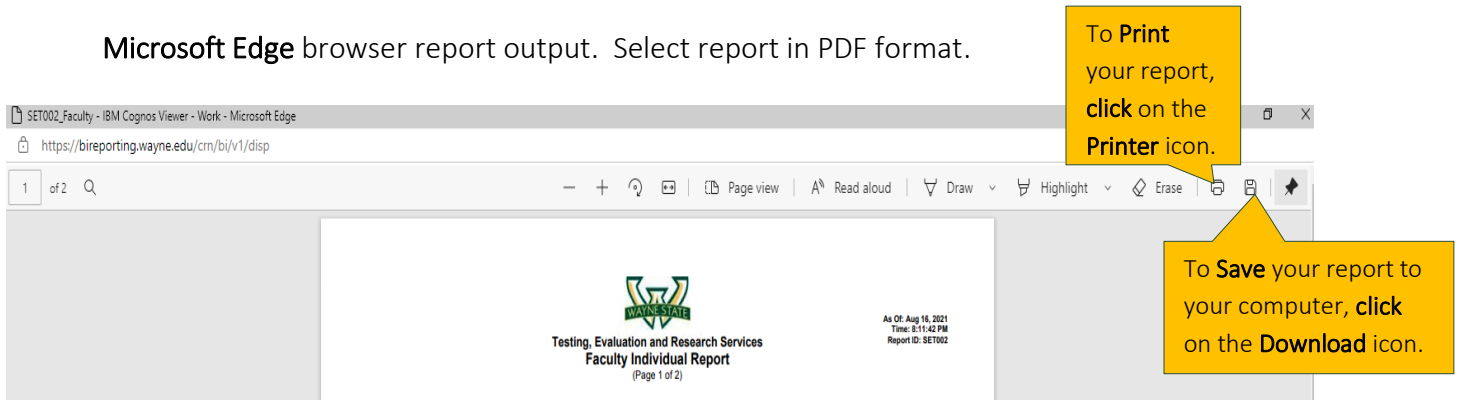 Microsoft Edge browser report output. Select report in PDF format.
To Print
your report,
click on the
Printer icon.
SET002_Faculty - IBM Cognos Viewer - Work - Microsoft Edge
https://bireporting.wayne.edu/crn/bi/v1/disp
1 of 2 Page view A Read aloud Draw Highlight Erase
To Save your report to
your computer, click
on the Download icon.
WAYNE STATE
As Of: Aug 16, 2021
Time: 8:11:42 PM
Report ID: SET002
Testing, Evaluation and Research Services
Faculty Individual Report
(Page 1 of 2)